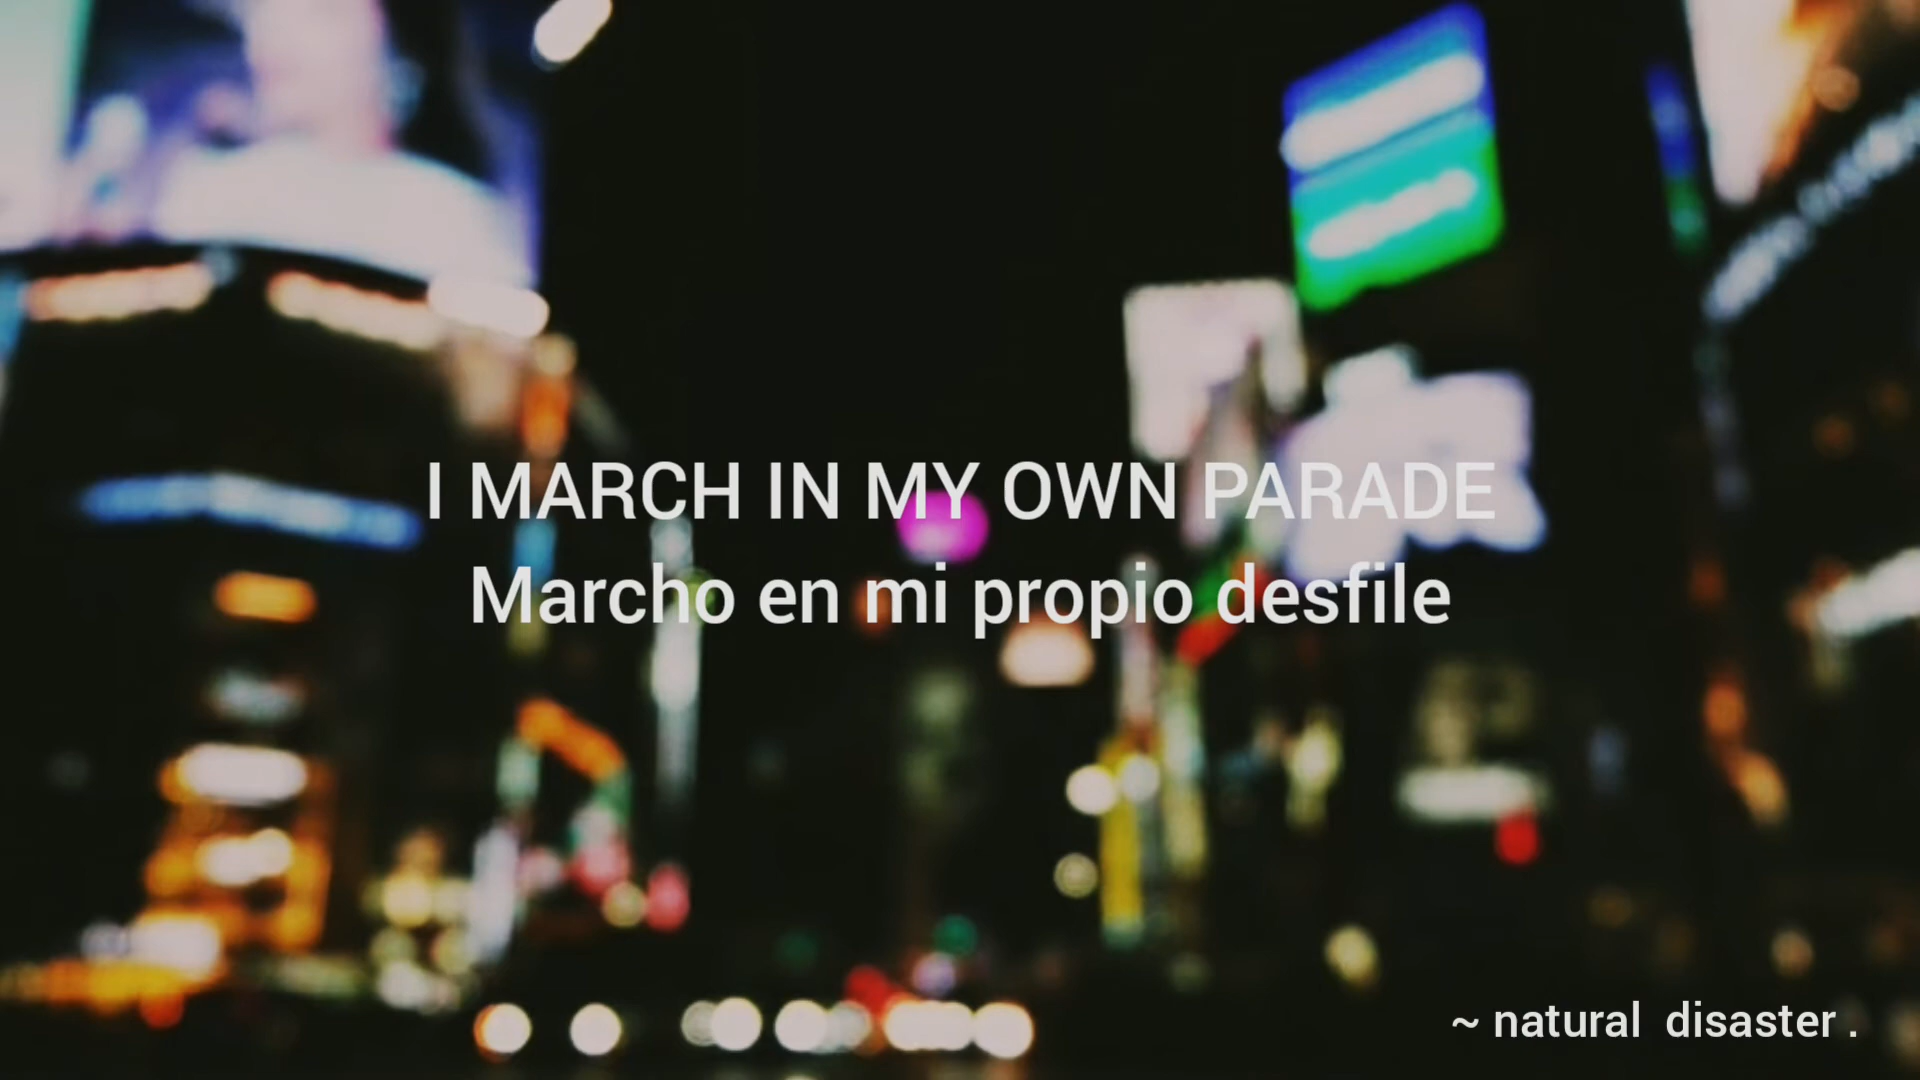 I MARCH IN MY OWN PARADE
Marcho en mi propio desfile
~ natural disaster .